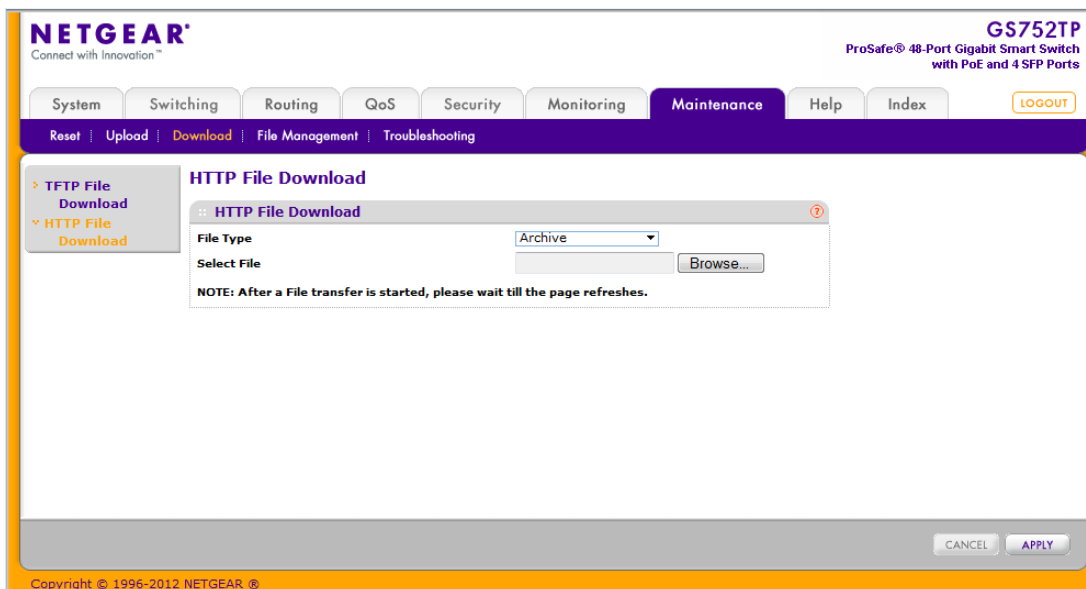 NETGEAR®
Connect with Innovation™
GS752TP
ProSafe® 48-Port Gigabit Smart Switch
with PoE and 4 SFP Ports
System Switching Routing QoS Security Monitoring Maintenance Help Index LOGOUT
Reset Upload Download File Management Troubleshooting
TFTP File
Download
HTTP File
Download
HTTP File Download
HTTP File Download ?
File Type Archive
Select File Browse...
NOTE: After a File transfer is started, please wait till the page refreshes.
CANCEL APPLY
Copyright © 1996-2012 NETGEAR ®